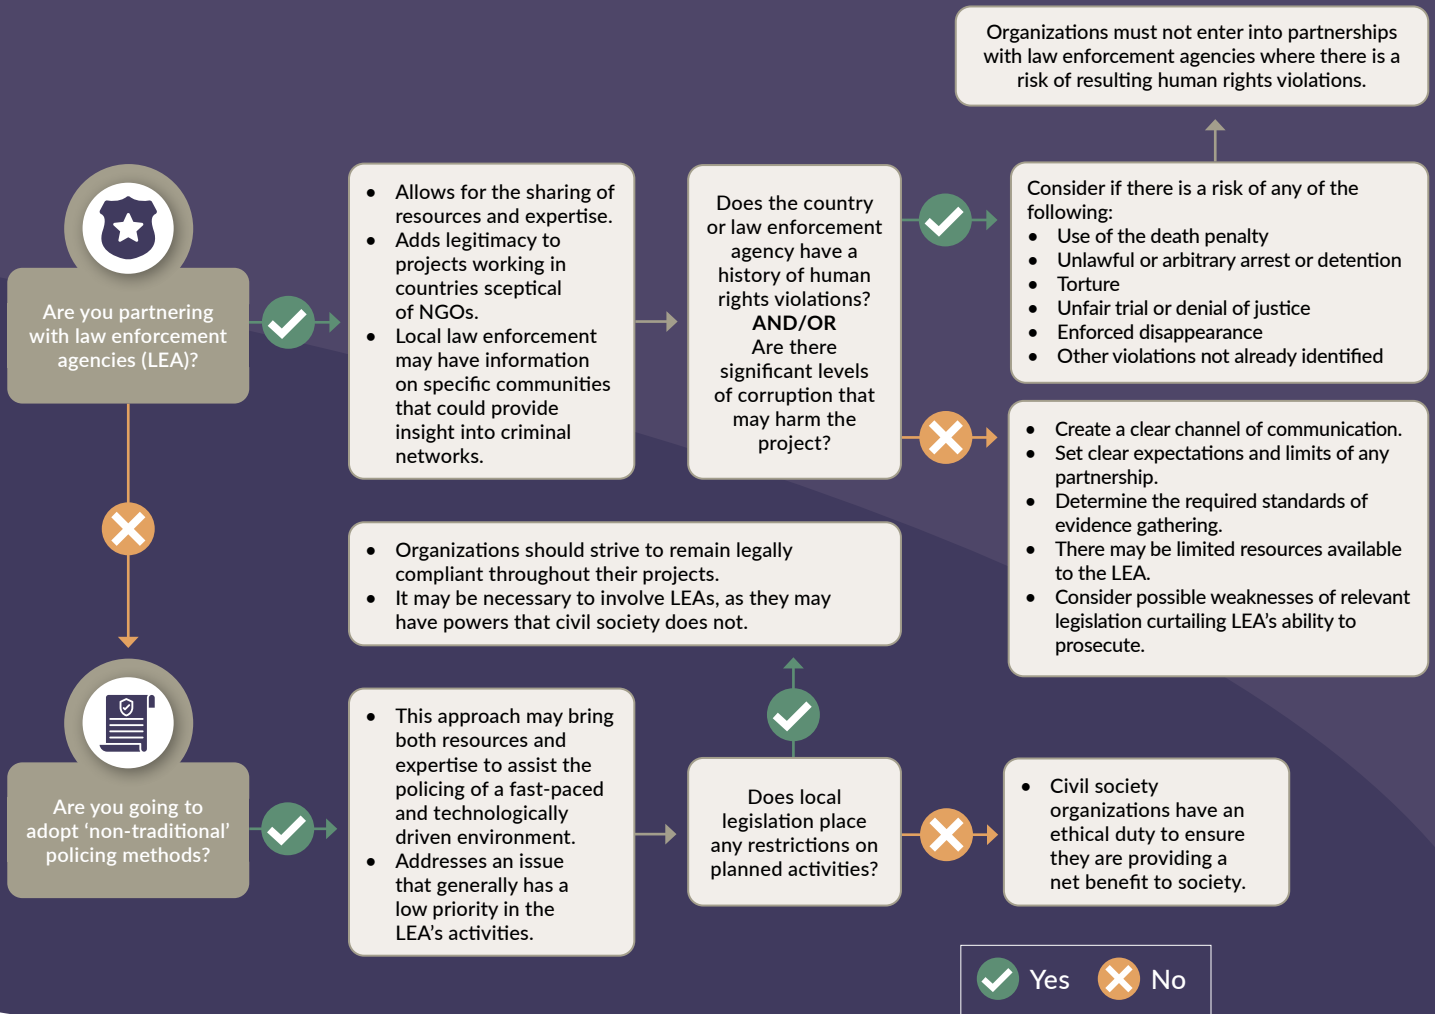 Organizations must not enter into partnerships
with law enforcement agencies where there is a
risk of resulting human rights violations.
Are you partnering
with law enforcement
agencies (LEA)?
• Allows for the sharing of
resources and expertise.
• Adds legitimacy to
projects working in
countries sceptical
of NGOs.
• Local law enforcement
may have information
on specific communities
that could provide
insight into criminal
networks.
Does the country
or law enforcement
agency have a
history of human
rights violations?
AND/OR
Are there
significant levels
of corruption that
may harm the
project?
Consider if there is a risk of any of the
following:
• Use of the death penalty
• Unlawful or arbitrary arrest or detention
• Torture
• Unfair trial or denial of justice
• Enforced disappearance
• Other violations not already identified
• Create a clear channel of communication.
• Set clear expectations and limits of any
partnership.
• Determine the required standards of
evidence gathering.
• There may be limited resources available
to the LEA.
• Consider possible weaknesses of relevant
legislation curtailing LEA’s ability to
prosecute.
• Organizations should strive to remain legally
compliant throughout their projects.
• It may be necessary to involve LEAs, as they may
have powers that civil society does not.
Are you going to
adopt ‘non-traditional’
policing methods?
• This approach may bring
both resources and
expertise to assist the
policing of a fast-paced
and technologically
driven environment.
• Addresses an issue
that generally has a
low priority in the
LEA’s activities.
Does local
legislation place
any restrictions on
planned activities?
• Civil society
organizations have an
ethical duty to ensure
they are providing a
net benefit to society.
Yes
No